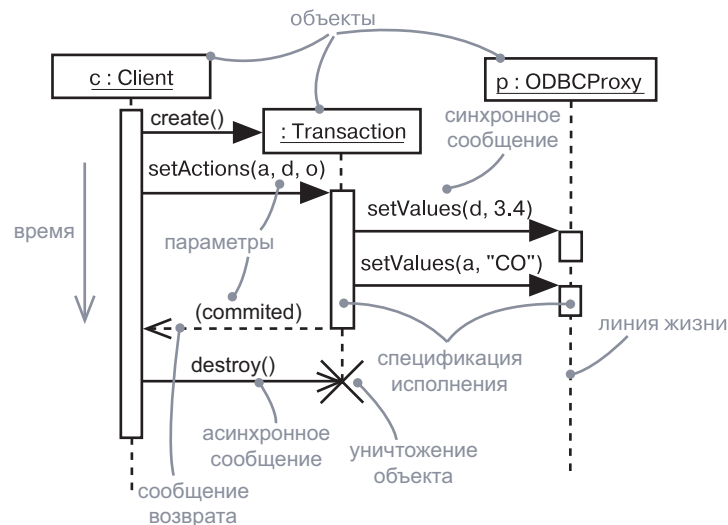 объекты
c : Client
p : ODBCProxy
create()
: Transaction
синхронное
сообщение
setActions(a, d, o)
setValues(d, 3.4)
время
параметры
setValues(a, "CO")
(commited)
линия жизни
спецификация
исполнения
destroy()
асинхронное
сообщение
уничтожение
объекта
сообщение
возврата